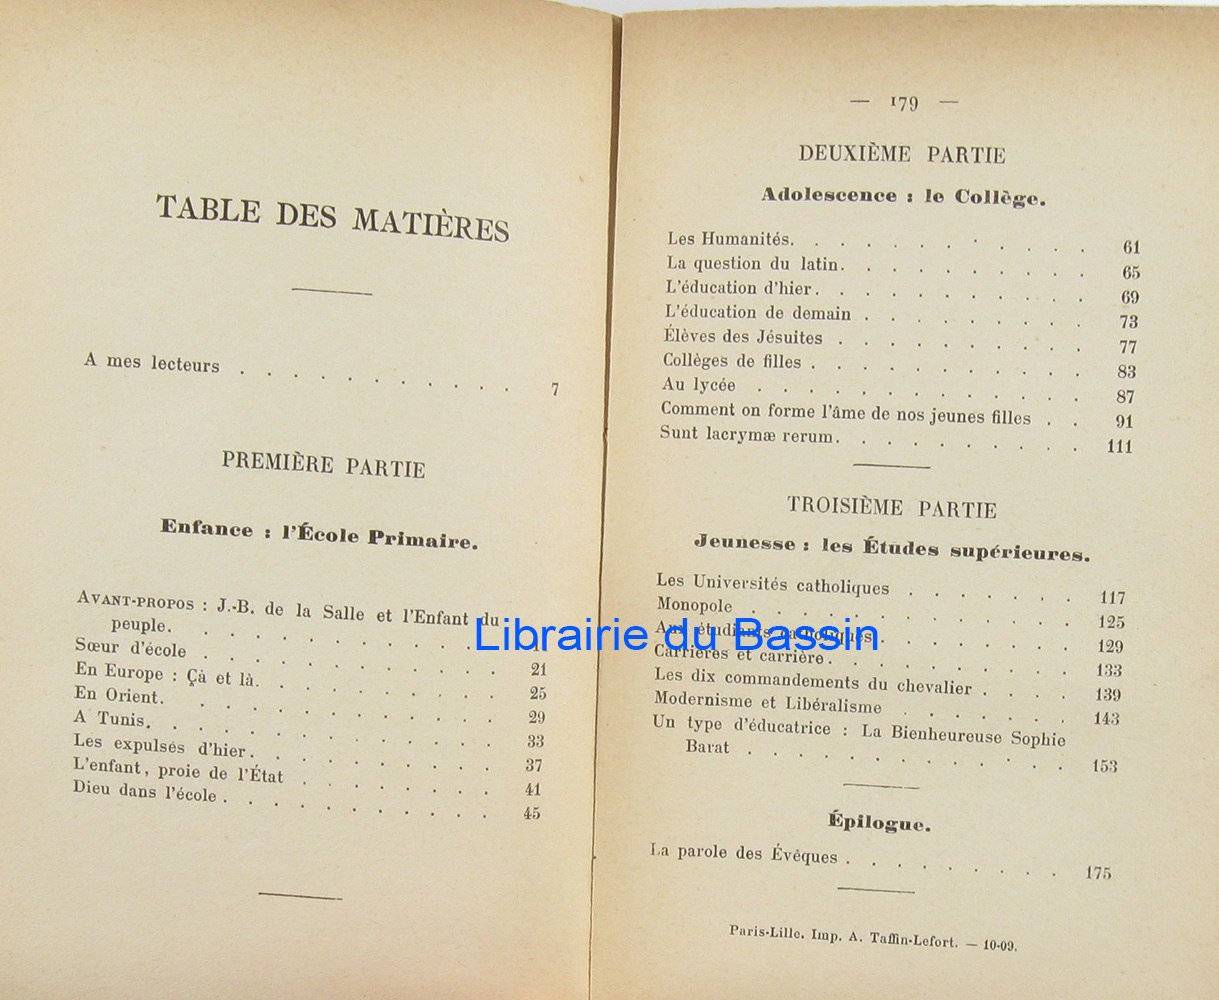 TABLE DES MATIÈRES
A mes lecteurs . . . . . . . . . . . 7
PREMIÈRE PARTIE
Enfance : l'École Primaire.
AVANT-PROPOS : J.-B. de la Salle et l'Enfant du
peuple. . . . . . . . . . . .
Sœur d'école . . . . . . . . . . . 21
En Europe : Çà et là. . . . . . . . . . 25
En Orient. . . . . . . . . . . . 29
A Tunis. . . . . . . . . . . . . 33
Les expulsés d'hier. . . . . . . . . . 37
L'enfant, proie de l'État . . . . . . . . 41
Dieu dans l'école . . . . . . . . . . 45
— 179 —
DEUXIÈME PARTIE
Adolescence : le Collège.
Les Humanités. . . . . . . . . . . 61
La question du latin. . . . . . . . . . 65
L'éducation d'hier . . . . . . . . . . 69
L'éducation de demain . . . . . . . . . 73
Élèves des Jésuites . . . . . . . . . . 77
Collèges de filles . . . . . . . . . . . 83
Au lycée . . . . . . . . . . . . 87
Comment on forme l'âme de nos jeunes filles . . 91
Sunt lacrymæ rerum. . . . . . . . . . 111
TROISIÈME PARTIE
Jeunesse : les Études supérieures.
Les Universités catholiques . . . . . . . 117
Monopole . . . . . . . . . . . . 125
Aux étudiants catholiques. . . . . . . . 129
Carrières et carrière. . . . . . . . . . 133
Les dix commandements du chevalier . . . . 139
Modernisme et Libéralisme . . . . . . . 143
Un type d'éducatrice : La Bienheureuse Sophie
Barat . . . . . . . . . . . . 153
Épilogue.
La parole des Évêques . . . . . . . . . 175
Paris-Lille. Imp. A. Taffin-Lefort. — 10-09.
Librairie du Bassin